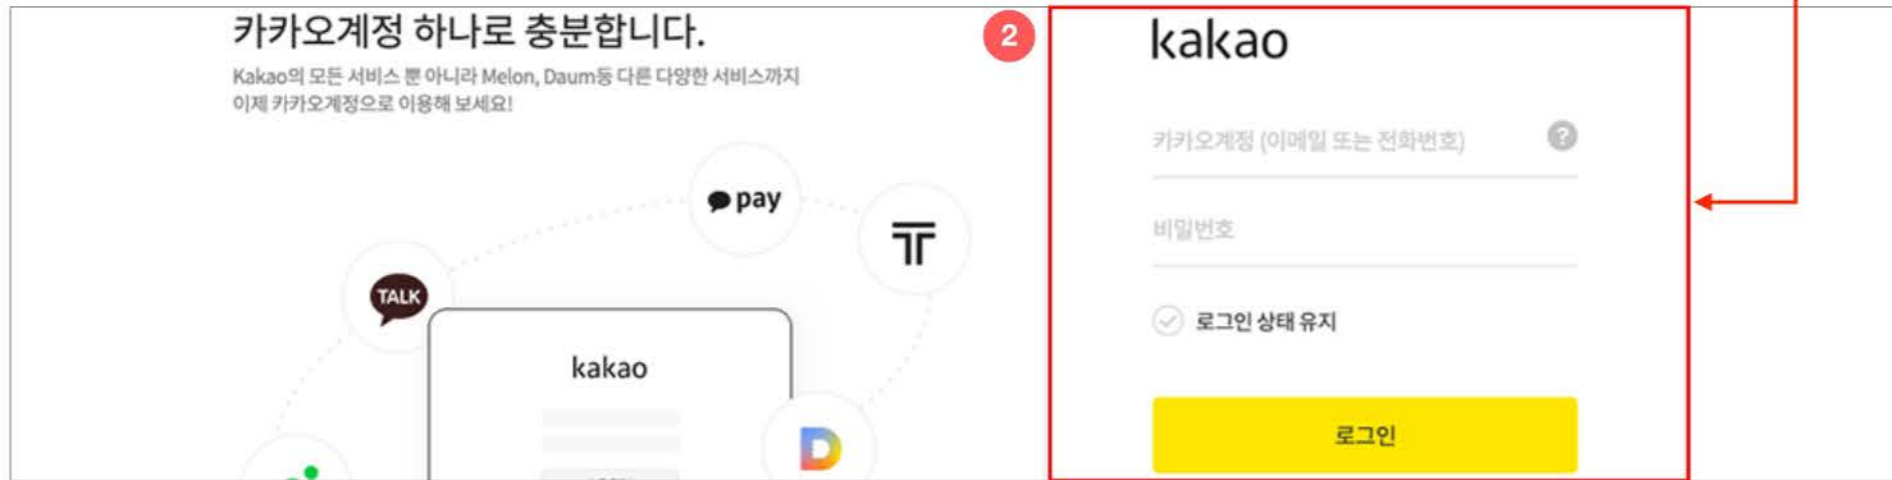 카카오계정 하나로 충분합니다.
Kakao의 모든 서비스 뿐 아니라 Melon, Daum등 다른 다양한 서비스까지
이제 카카오계정으로 이용해 보세요!
pay
T
TALK
kakao
D
2
kakao
카카오계정 (이메일 또는 전화번호)
?
비밀번호
로그인 상태 유지
로그인